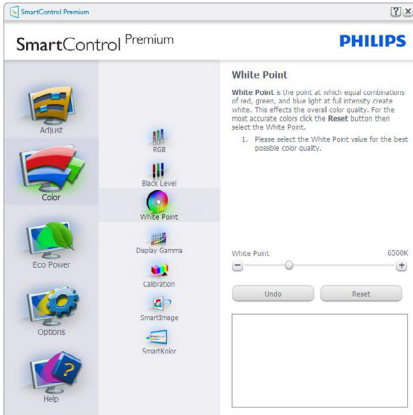 SmartControl Premium
SmartControl Premium
PHILIPS
Adjust
Color
Eco Power
Options
Help
RGB
Black Level
White Point
Display Gamma
Calibration
SmartImage
SmartKolor
White Point
White Point is the point at which equal combinations
of red, green, and blue light at full intensity create
white. This effects the overall color quality. For the
most accurate colors click the Reset button then
select the White Point.
1. Please select the White Point value for the best
possible color quality.
White Point 6500K
Undo Reset